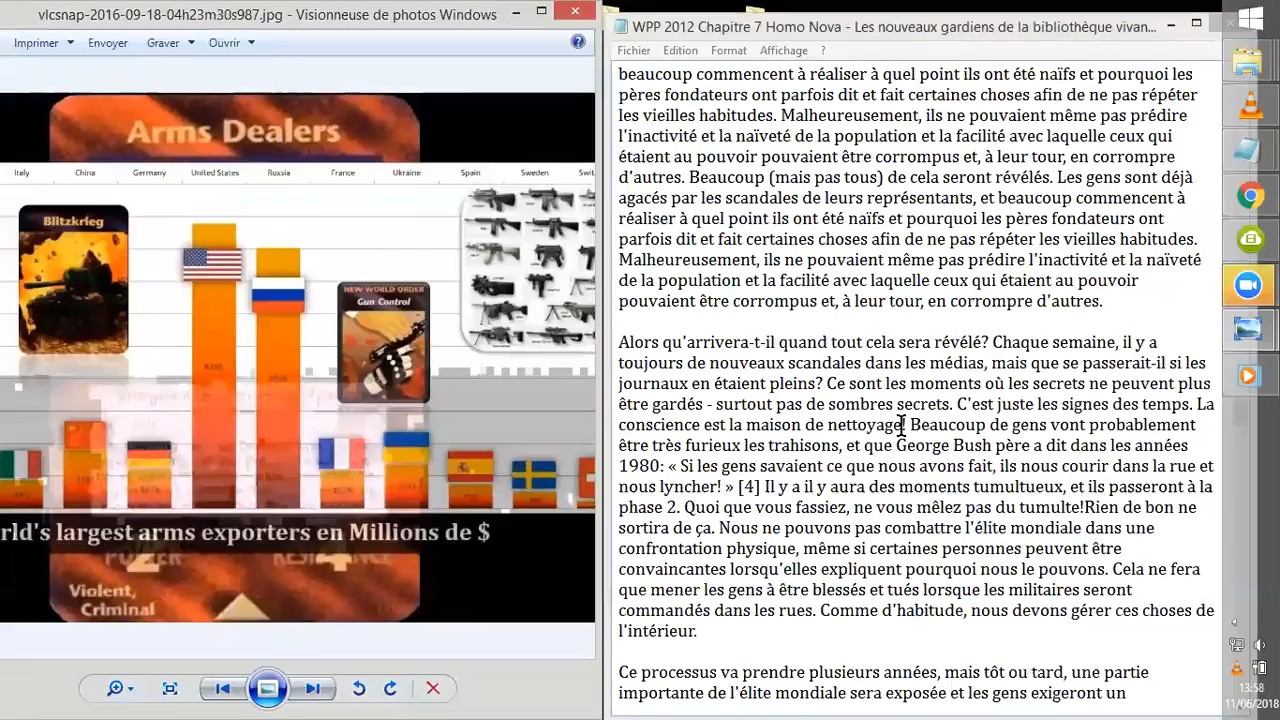 vlcsnap-2016-09-18-04h23m30s987.jpg - Visionneuse de photos Windows
Imprimer Envoyer Graver Ouvrir
Arms Dealers
Italy China Germany United States Russia France Ukraine Spain Sweden
Blitzkrieg
NEW WORLD ORDER
Gun Control
rld's largest arms exporters en Millions de $
Violent,
Criminal
WPP 2012 Chapitre 7 Homo Nova - Les nouveaux gardiens de la bibliothèque vivan...
Fichier Edition Format Affichage ?
beaucoup commencent à réaliser à quel point ils ont été naïfs et pourquoi les
pères fondateurs ont parfois dit et fait certaines choses afin de ne pas répéter
les vieilles habitudes. Malheureusement, ils ne pouvaient même pas prédire
l'inactivité et la naïveté de la population et la facilité avec laquelle ceux qui
étaient au pouvoir pouvaient être corrompus et, à leur tour, en corrompre
d'autres. Beaucoup (mais pas tous) de cela seront révélés. Les gens sont déjà
agacés par les scandales de leurs représentants, et beaucoup commencent à
réaliser à quel point ils ont été naïfs et pourquoi les pères fondateurs ont
parfois dit et fait certaines choses afin de ne pas répéter les vieilles habitudes.
Malheureusement, ils ne pouvaient même pas prédire l'inactivité et la naïveté
de la population et la facilité avec laquelle ceux qui étaient au pouvoir
pouvaient être corrompus et, à leur tour, en corrompre d'autres.
Alors qu'arrivera-t-il quand tout cela sera révélé? Chaque semaine, il y a
toujours de nouveaux scandales dans les médias, mais que se passerait-il si les
journaux en étaient pleins? Ce sont les moments où les secrets ne peuvent plus
être gardés - surtout pas de sombres secrets. C'est juste les signes des temps. La
conscience est la maison de nettoyage! Beaucoup de gens vont probablement
être très furieux les trahisons, et que George Bush père a dit dans les années
1980: « Si les gens savaient ce que nous avons fait, ils nous courir dans la rue et
nous lyncher! » [4] Il y a il y aura des moments tumultueux, et ils passeront à la
phase 2. Quoi que vous fassiez, ne vous mêlez pas du tumulte!Rien de bon ne
sortira de ça. Nous ne pouvons pas combattre l'élite mondiale dans une
confrontation physique, même si certaines personnes peuvent être
convaincantes lorsqu'elles expliquent pourquoi nous le pouvons. Cela ne fera
que mener les gens à être blessés et tués lorsque les militaires seront
commandés dans les rues. Comme d'habitude, nous devons gérer ces choses de
l'intérieur.
Ce processus va prendre plusieurs années, mais tôt ou tard, une partie
importante de l'élite mondiale sera exposée et les gens exigeront un
13:58
11/06/2018